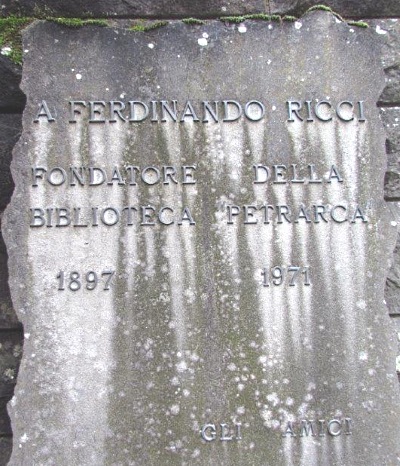 A FERDINANDO RICCI
FONDATORE DELLA
BIBLIOTECA PETRARCA
1897 1971
GLI AMICI